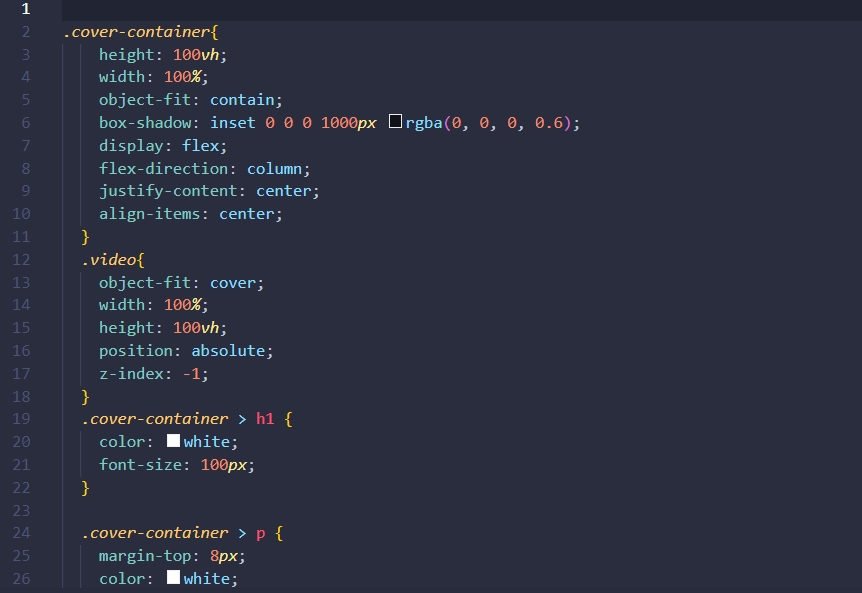 1
2 .cover-container{
3 height: 100vh;
4 width: 100%;
5 object-fit: contain;
6 box-shadow: inset 0 0 0 1000px rgba(0, 0, 0, 0.6);
7 display: flex;
8 flex-direction: column;
9 justify-content: center;
10 align-items: center;
11 }
12 .video{
13 object-fit: cover;
14 width: 100%;
15 height: 100vh;
16 position: absolute;
17 z-index: -1;
18 }
19 .cover-container > h1 {
20 color: white;
21 font-size: 100px;
22 }
23
24 .cover-container > p {
25 margin-top: 8px;
26 color: white;